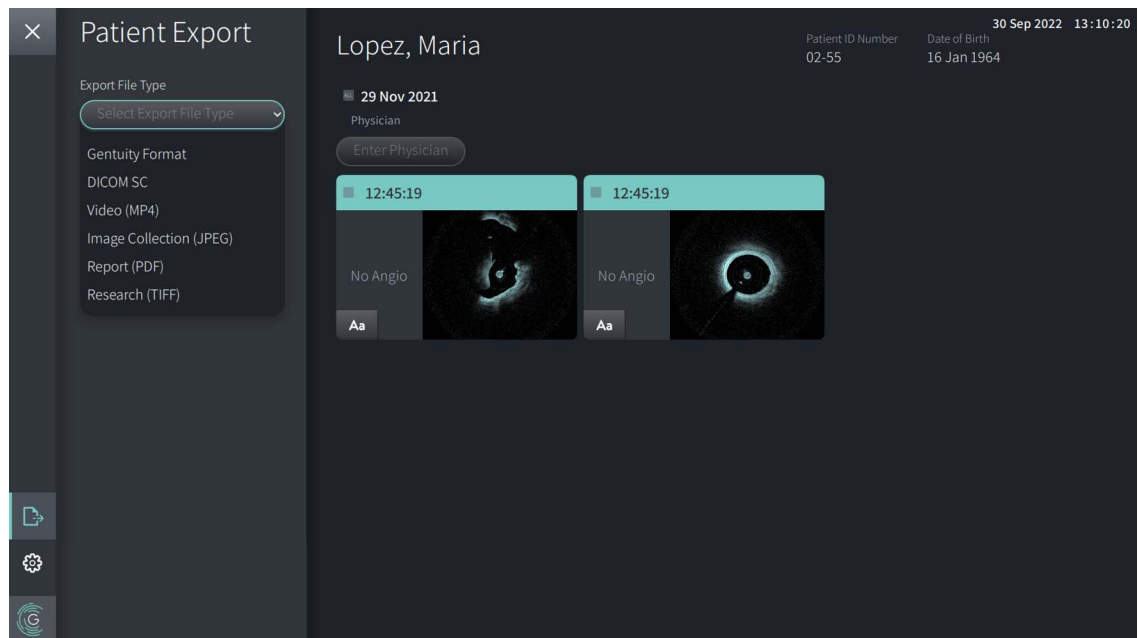 Patient Export
Export File Type
Select Export File Type
Gentuity Format
DICOM SC
Video (MP4)
Image Collection (JPEG)
Report (PDF)
Research (TIFF)
30 Sep 2022 13:10:20
Lopez, Maria
Patient ID Number
02-55
Date of Birth
16 Jan 1964
ALL 29 Nov 2021
Physician
Enter Physician
12:45:19
No Angio
Aa
12:45:19
No Angio
Aa
G